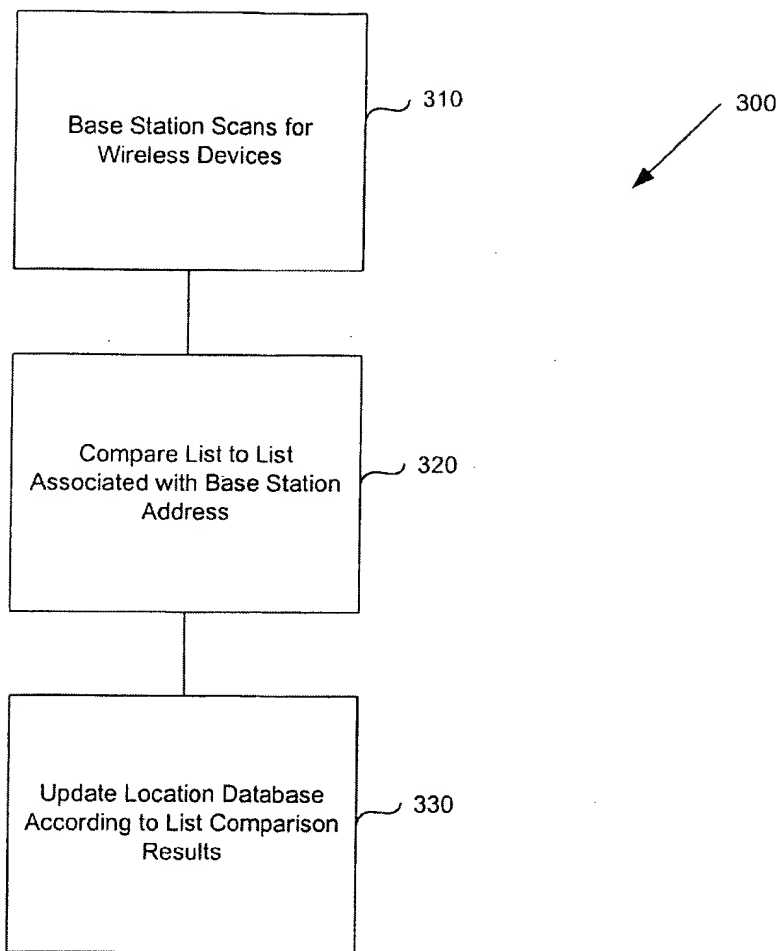 Base Station Scans for
Wireless Devices
310
300
Compare List to List
Associated with Base Station
Address
320
Update Location Database
According to List Comparison
Results
330